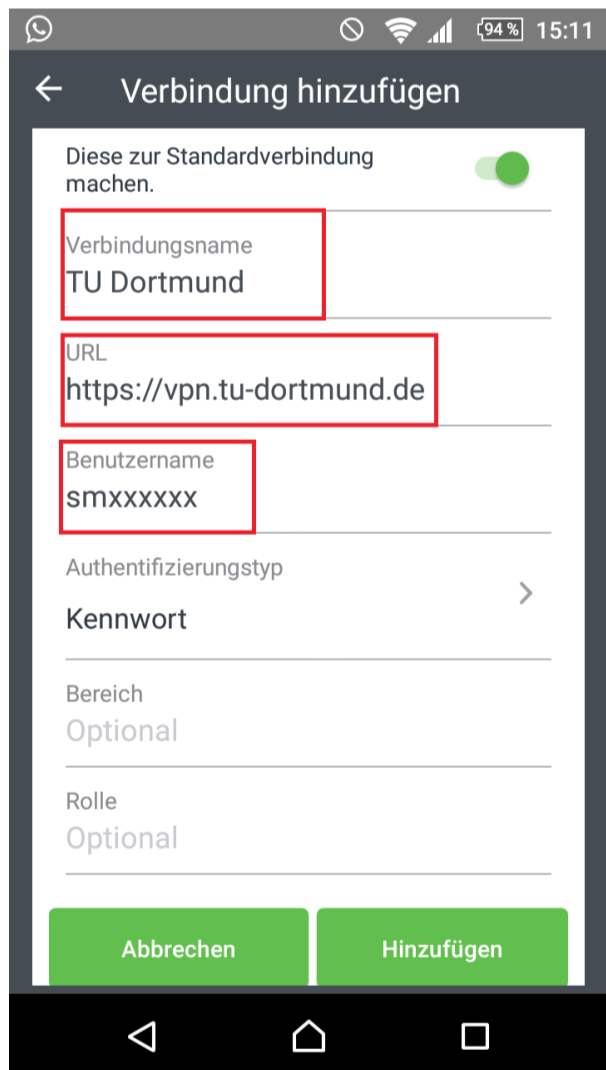 94 % 15:11
Verbindung hinzufügen
Diese zur Standardverbindung
machen.
Verbindungsname
TU Dortmund
URL
https://vpn.tu-dortmund.de
Benutzername
smxxxxxx
Authentifizierungstyp
Kennwort
Bereich
Optional
Rolle
Optional
Abbrechen Hinzufügen